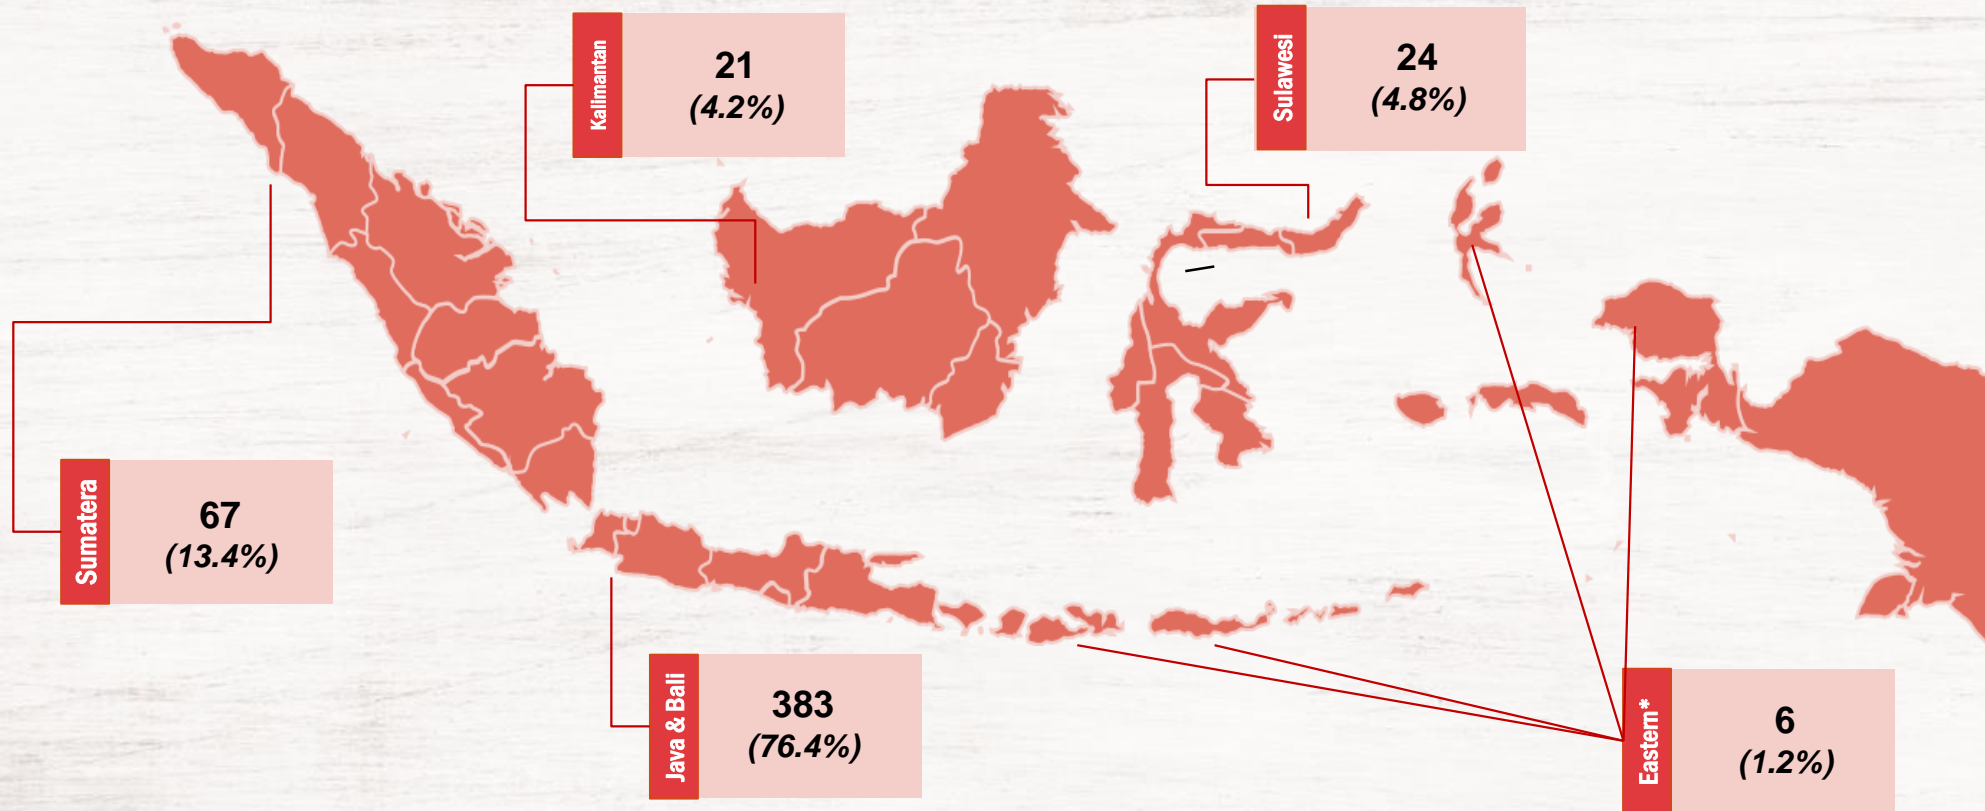 Kalimantan
21
(4.2%)
Sulawesi
24
(4.8%)
Sumatera
67
(13.4%)
Java & Bali
383
(76.4%)
Eastern*
6
(1.2%)